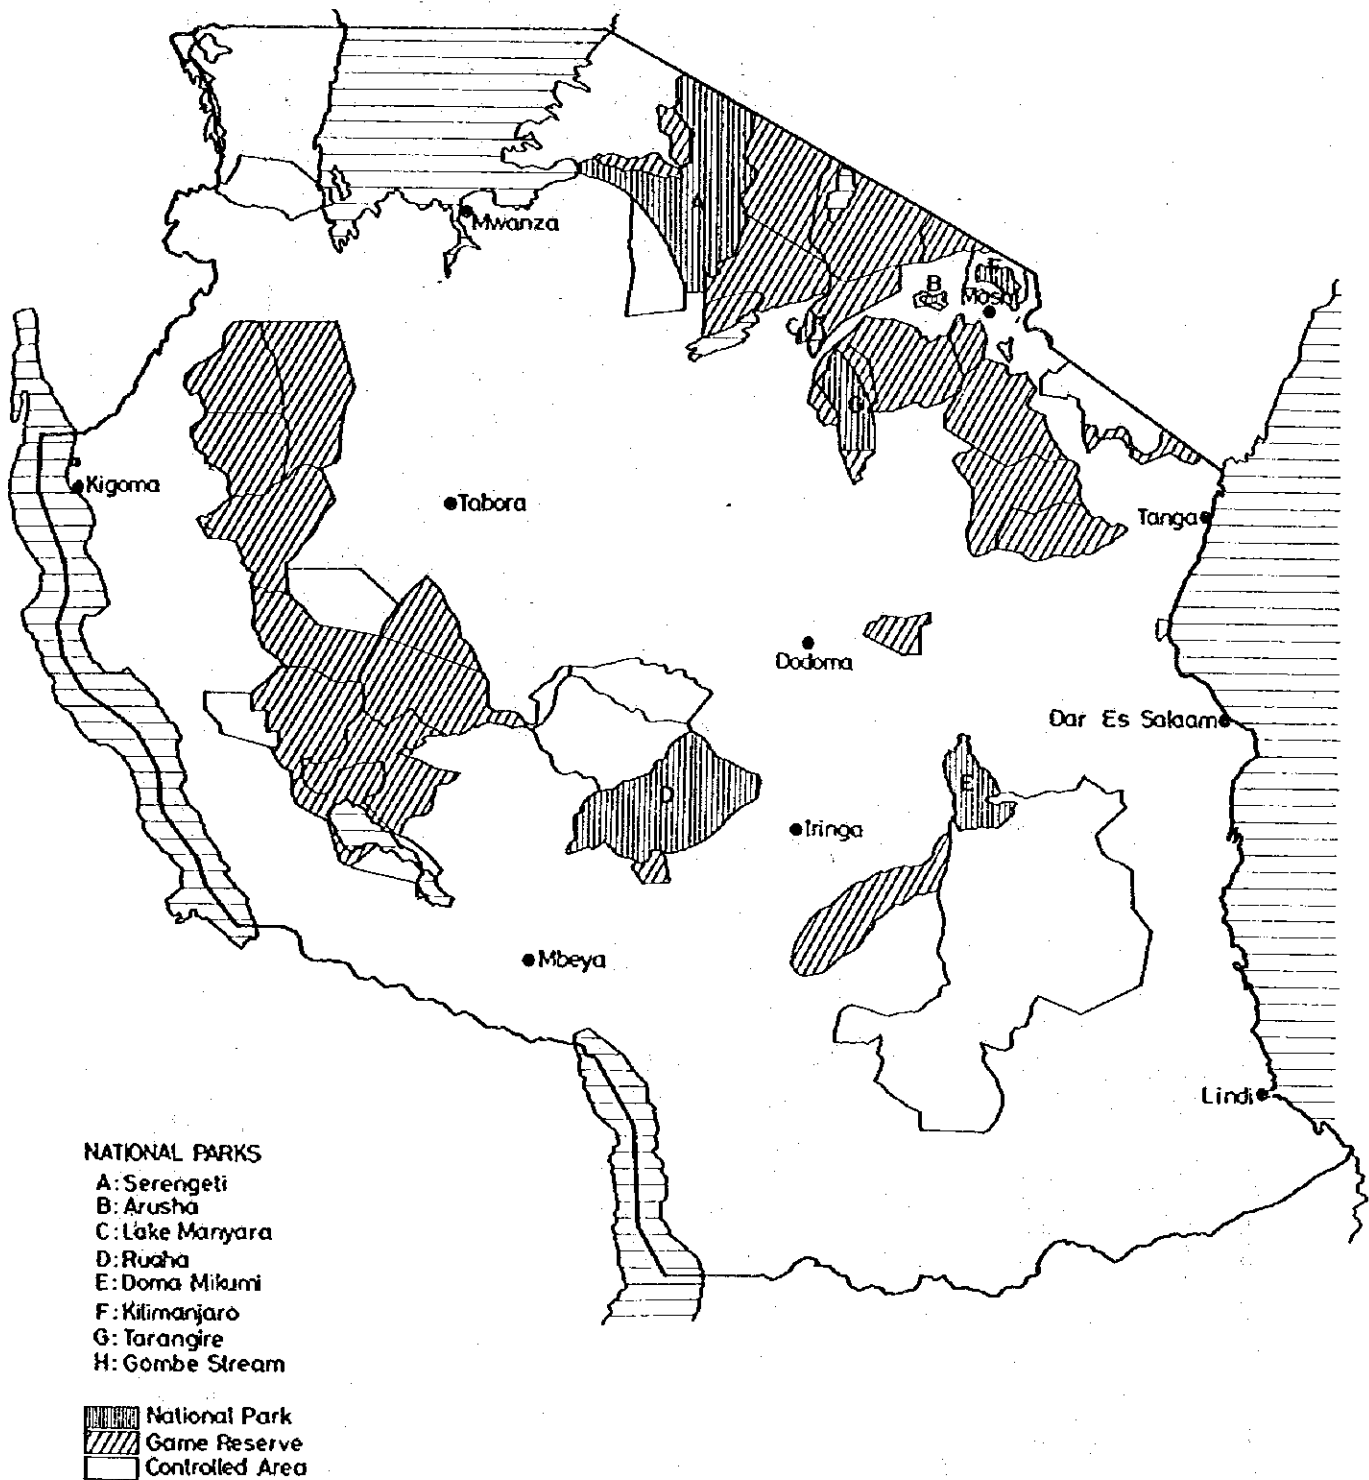 A
Mwanza
F
B
Moshi
C
G
Kigoma
Tabora
Tanga
Dodoma
Dar Es Salaam
E
D
Iringa
Mbeya
Lindi
NATIONAL PARKS
A: Serengeti
B: Arusha
C: Lake Manyara
D: Ruaha
E: Doma Mikumi
F: Kilimanjaro
G: Tarangire
H: Gombe Stream
National Park
Game Reserve
Controlled Area